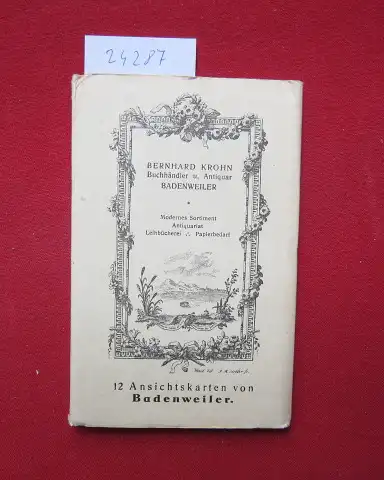 24287
BERNHARD KROHN
Buchhändler u. Antiquar
BADENWEILER
Modernes Sortiment
Antiquariat
Leihbücherei ∴ Papierbedarf
12 Ansichtskarten von
Badenweiler.